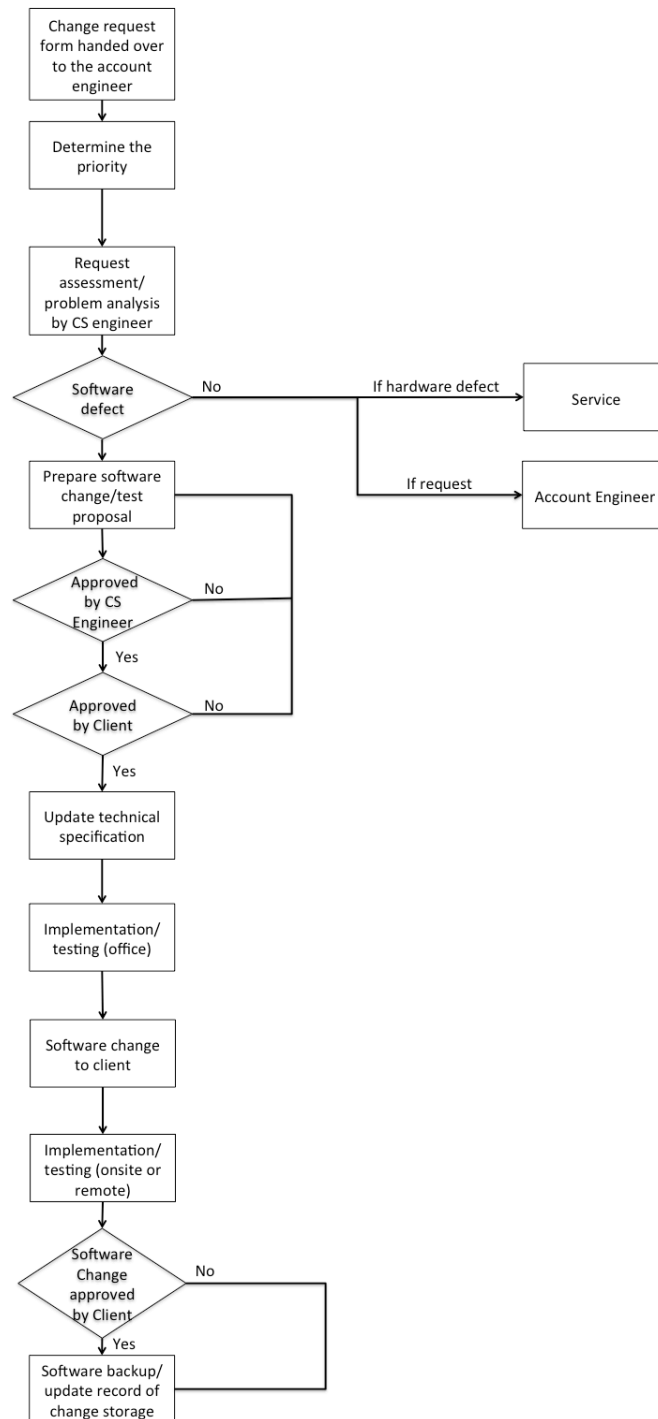 Change request
form handed over
to the account
engineer
Determine the
priority
Request
assessment/
problem analysis
by CS engineer
Software
defect
No
If hardware defect
Service
If request
Account Engineer
Prepare software
change/test
proposal
Approved
by CS
Engineer
No
Yes
Approved
by Client
No
Yes
Update technical
specification
Implementation/
testing (office)
Software change
to client
Implementation/
testing (onsite or
remote)
Software
Change
approved
by Client
No
Yes
Software backup/
update record of
change storage